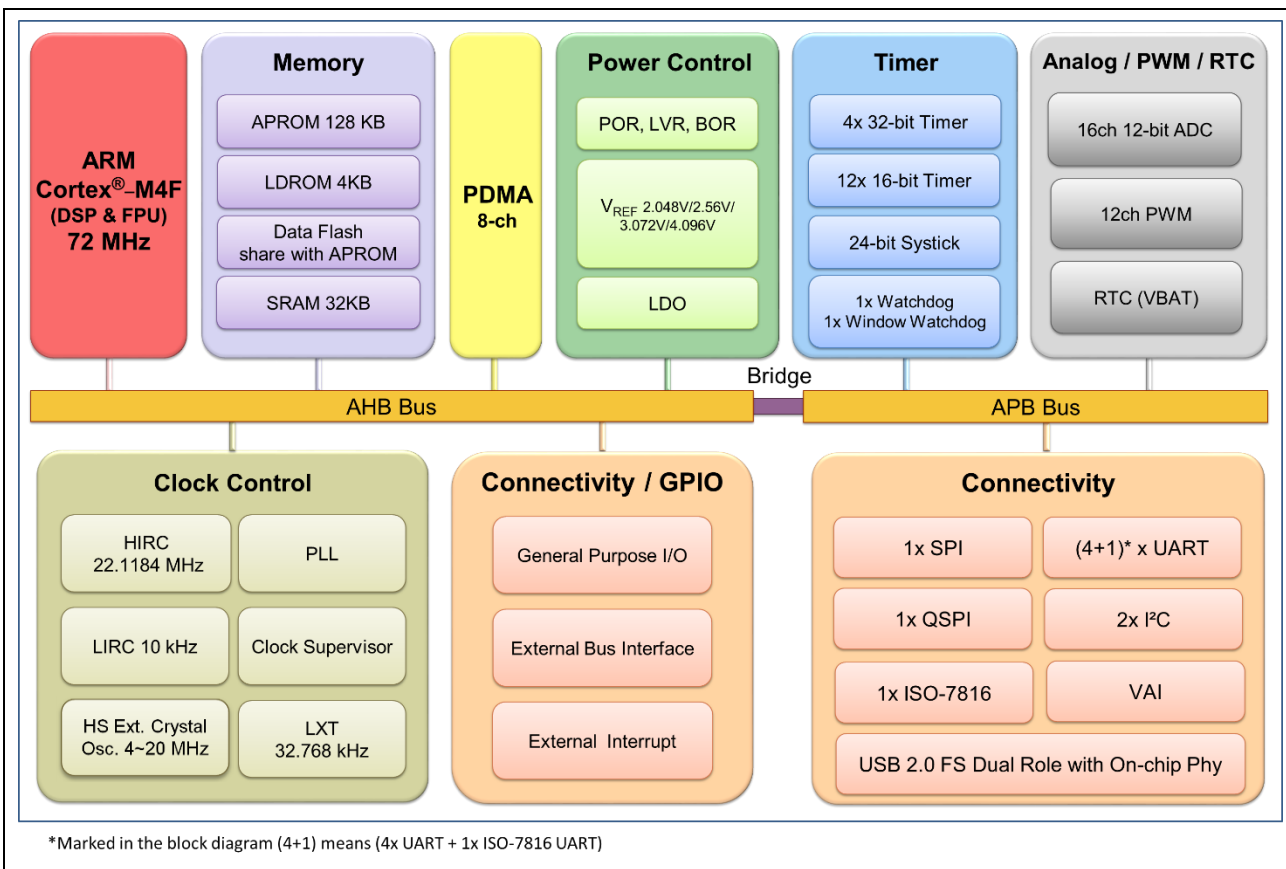 ARM
Cortex®–M4F
(DSP & FPU)
72 MHz
Memory
APROM 128 KB
LDROM 4KB
Data Flash
share with APROM
SRAM 32KB
PDMA
8-ch
Power Control
POR, LVR, BOR
VREF 2.048V/2.56V/
3.072V/4.096V
LDO
Timer
4x 32-bit Timer
12x 16-bit Timer
24-bit Systick
1x Watchdog
1x Window Watchdog
Analog / PWM / RTC
16ch 12-bit ADC
12ch PWM
RTC (VBAT)
AHB Bus
Bridge
APB Bus
Clock Control
HIRC
22.1184 MHz
PLL
LIRC 10 kHz
Clock Supervisor
HS Ext. Crystal
Osc. 4~20 MHz
LXT
32.768 kHz
Connectivity / GPIO
General Purpose I/O
External Bus Interface
External Interrupt
Connectivity
1x SPI
(4+1)* x UART
1x QSPI
2x I²C
1x ISO-7816
VAI
USB 2.0 FS Dual Role with On-chip Phy
*Marked in the block diagram (4+1) means (4x UART + 1x ISO-7816 UART)